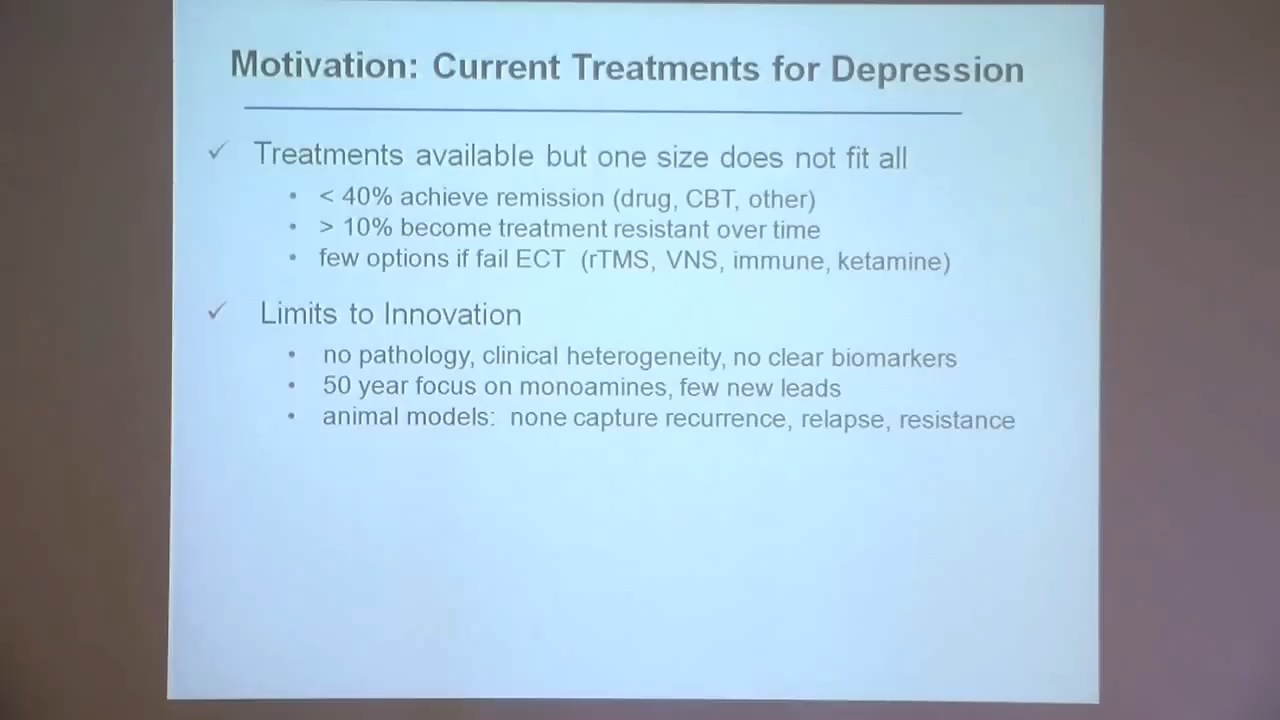 Motivation: Current Treatments for Depression
✓ Treatments available but one size does not fit all
• < 40% achieve remission (drug, CBT, other)
• > 10% become treatment resistant over time
• few options if fail ECT (rTMS, VNS, immune, ketamine)
✓ Limits to Innovation
• no pathology, clinical heterogeneity, no clear biomarkers
• 50 year focus on monoamines, few new leads
• animal models: none capture recurrence, relapse, resistance